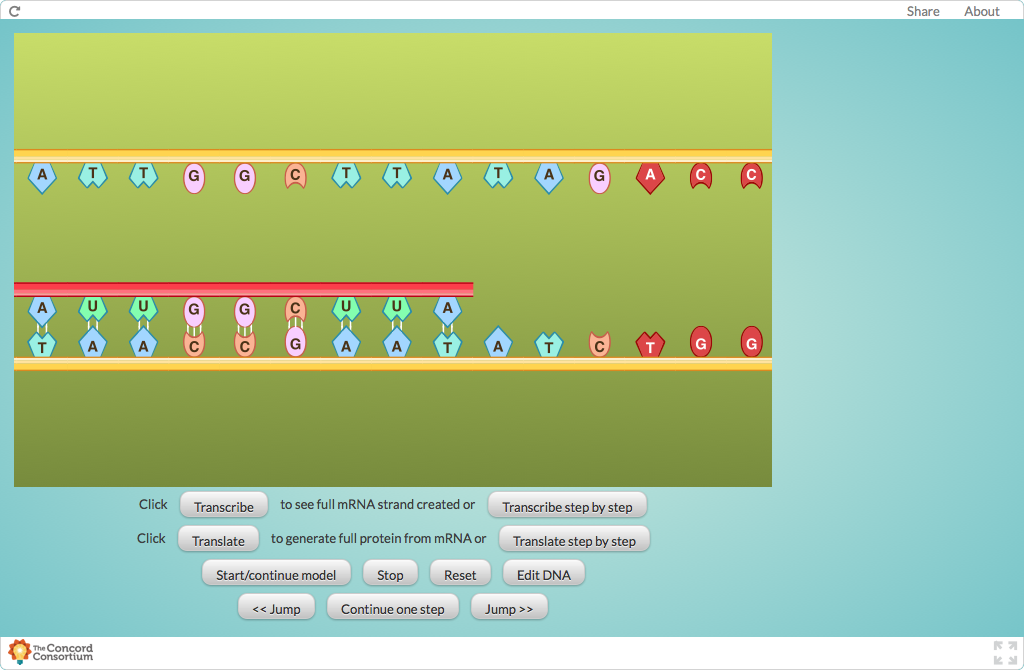 Share About
A T T G G C T T A T A G A C C
A U U G G C U U A
T A A C C G A A T A T C T G G
Click Transcribe to see full mRNA strand created or Transcribe step by step
Click Translate to generate full protein from mRNA or Translate step by step
Start/continue model Stop Reset Edit DNA
<< Jump Continue one step Jump >>
The Concord
Consortium